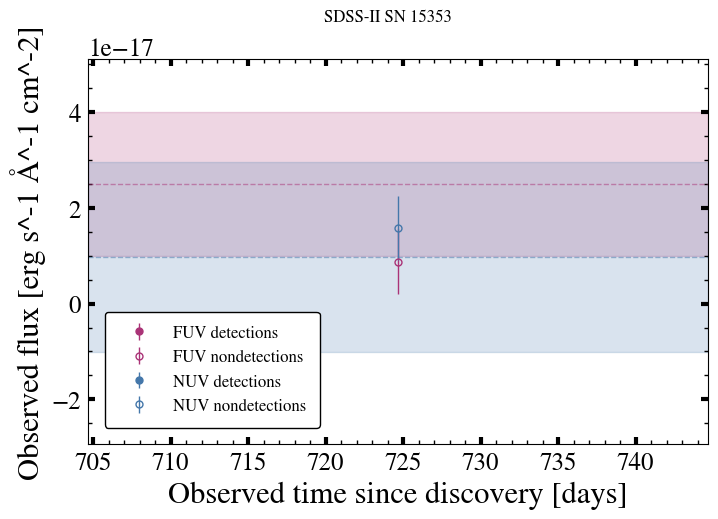 SDSS-II SN 15353
1e−17
Observed flux [erg s^-1 Å^-1 cm^-2]
4
2
0
−2
FUV detections
FUV nondetections
NUV detections
NUV nondetections
705 710 715 720 725 730 735 740
Observed time since discovery [days]